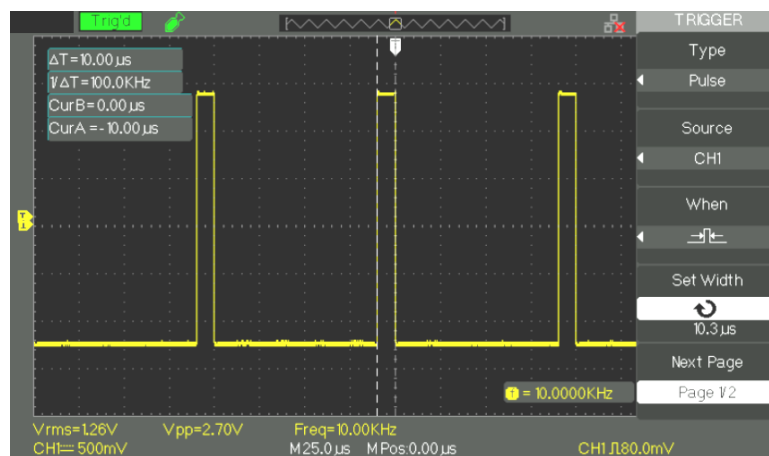 Trig'd
TRIGGER
ΔT=10.00µs
1/ΔT=100.0KHz
CurB=0.00µs
CurA=-10.00µs
Type
Pulse
Source
CH1
When
Set Width
10.3µs
Next Page
Page 1/2
T
1
T = 10.0000KHz
Vrms=1.26V Vpp=2.70V Freq=10.00KHz
CH1 500mV M25.0µs MPos:0.00µs CH1 80.0mV